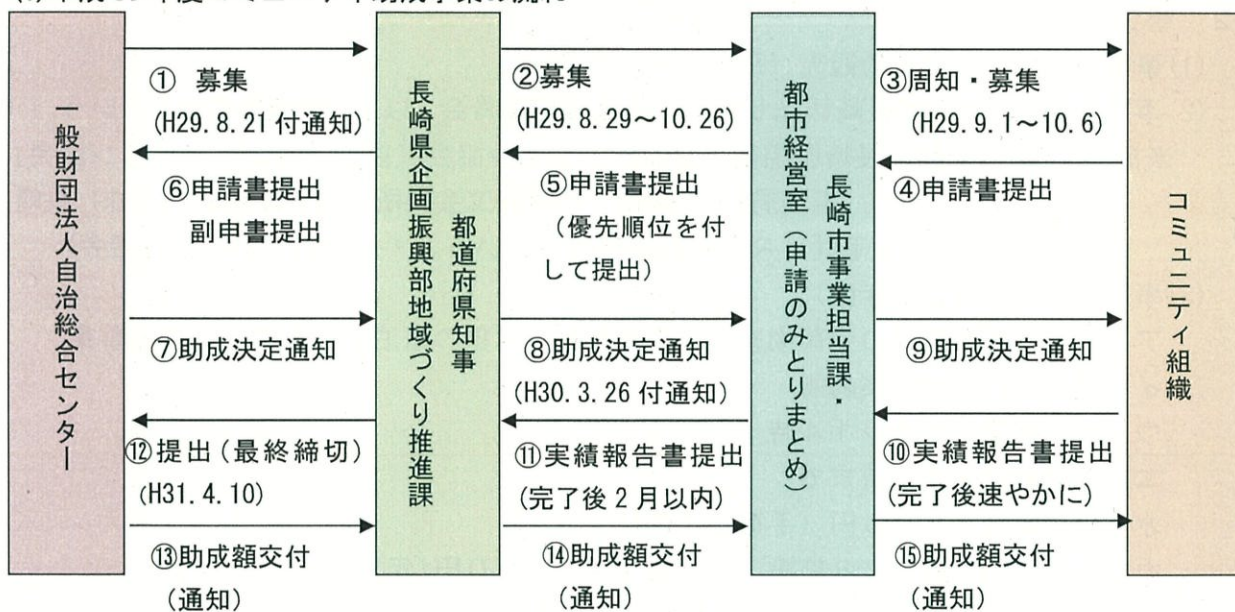 一般財団法人自治総合センター
① 募集
(H29.8.21付通知)
⑥申請書提出
副申書提出
⑦助成決定通知
⑫提出(最終締切)
(H31.4.10)
⑬助成額交付
(通知)
都道府県知事
長崎県企画振興部地域づくり推進課
②募集
(H29.8.29～10.26)
⑤申請書提出
(優先順位を付
して提出)
⑧助成決定通知
(H30.3.26付通知)
⑪実績報告書提出
(完了後2月以内)
⑭助成額交付
(通知)
長崎市事業担当課・
都市経営室(申請のみとりまとめ)
③周知・募集
(H29.9.1～10.6)
④申請書提出
⑨助成決定通知
⑩実績報告書提出
(完了後速やかに)
⑮助成額交付
(通知)
コミュニティ組織